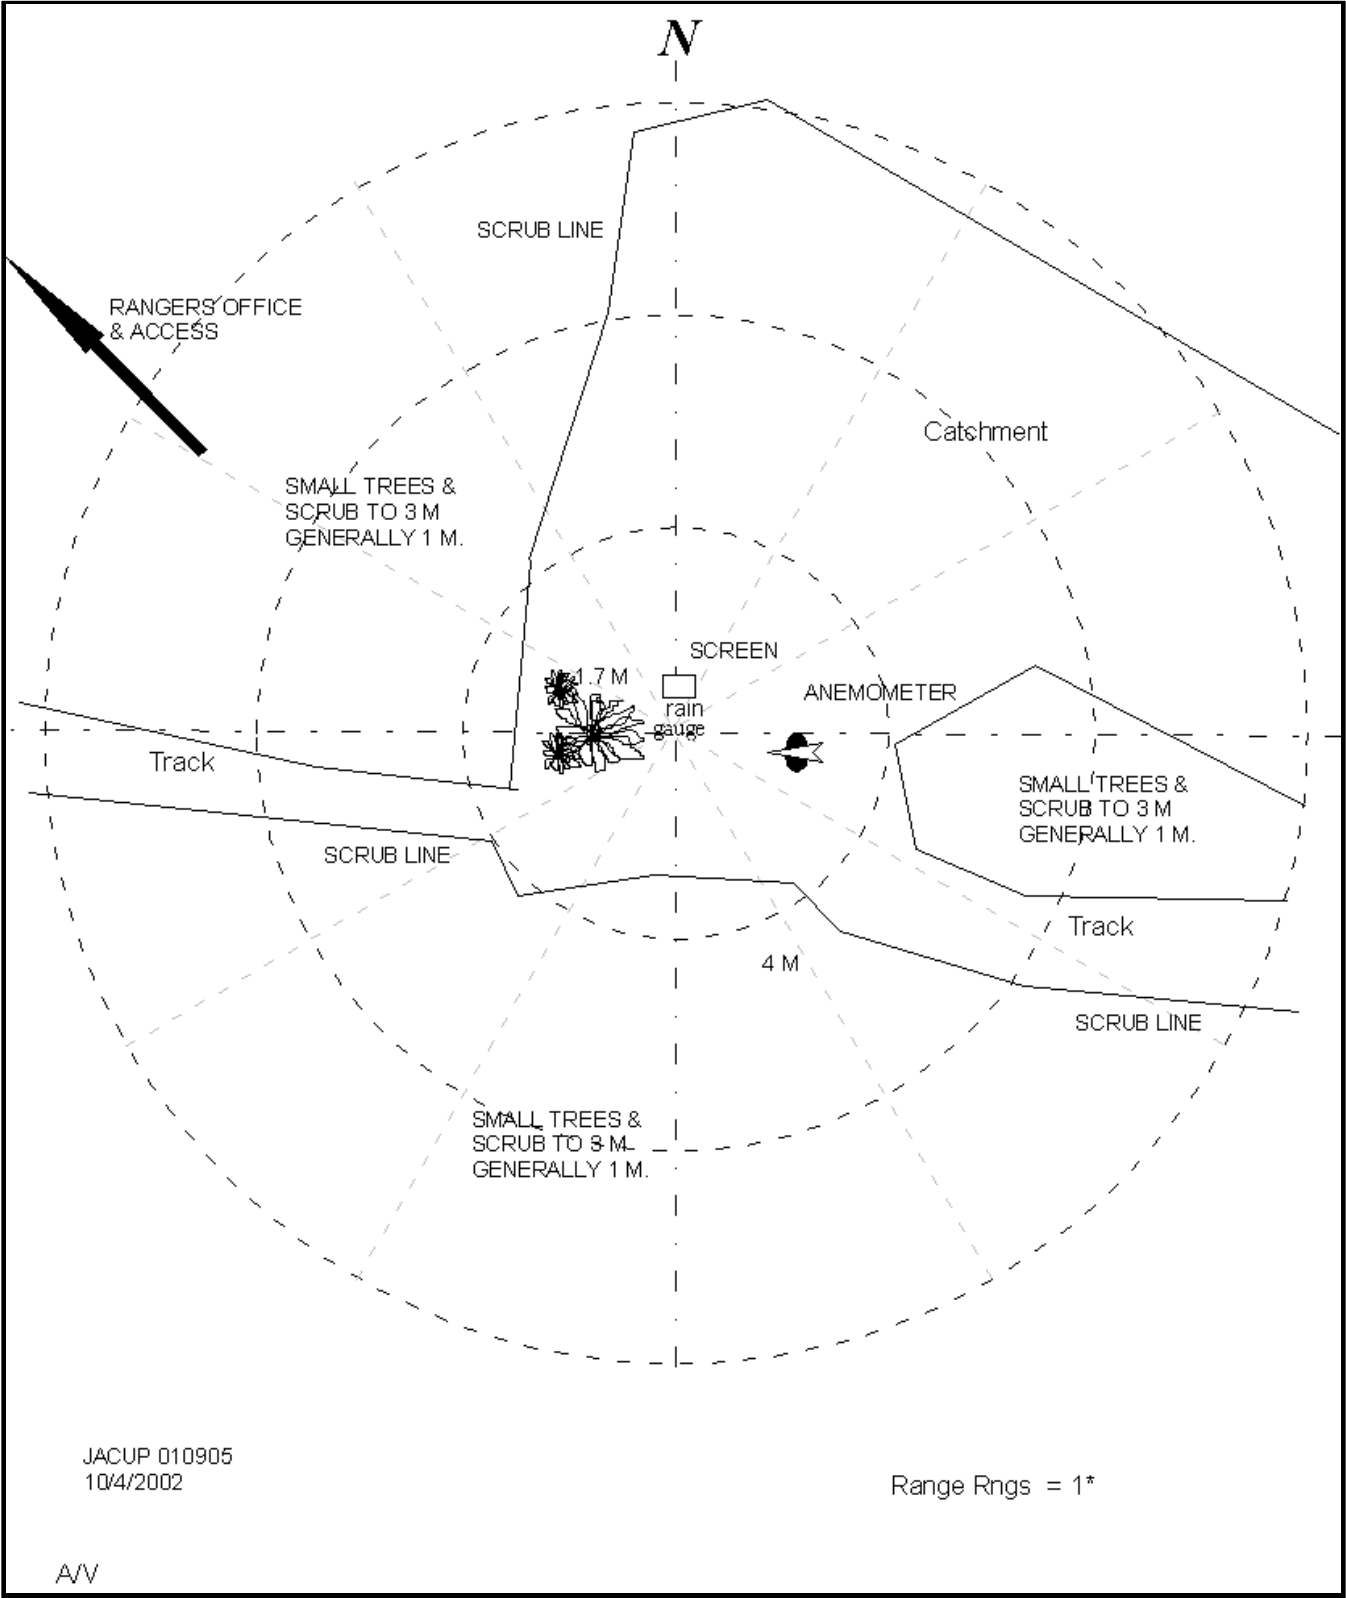 N
SCRUB LINE
RANGERS OFFICE
& ACCESS
Catchment
SMALL TREES &
SCRUB TO 3 M
GENERALLY 1 M.
SCREEN
1.7 M
ANEMOMETER
rain
gauge
Track
SMALL TREES &
SCRUB TO 3 M
GENERALLY 1 M.
SCRUB LINE
Track
4 M
SCRUB LINE
SMALL TREES &
SCRUB TO 3 M
GENERALLY 1 M.
JACUP 010905
10/4/2002
Range Rngs = 1*
A/V